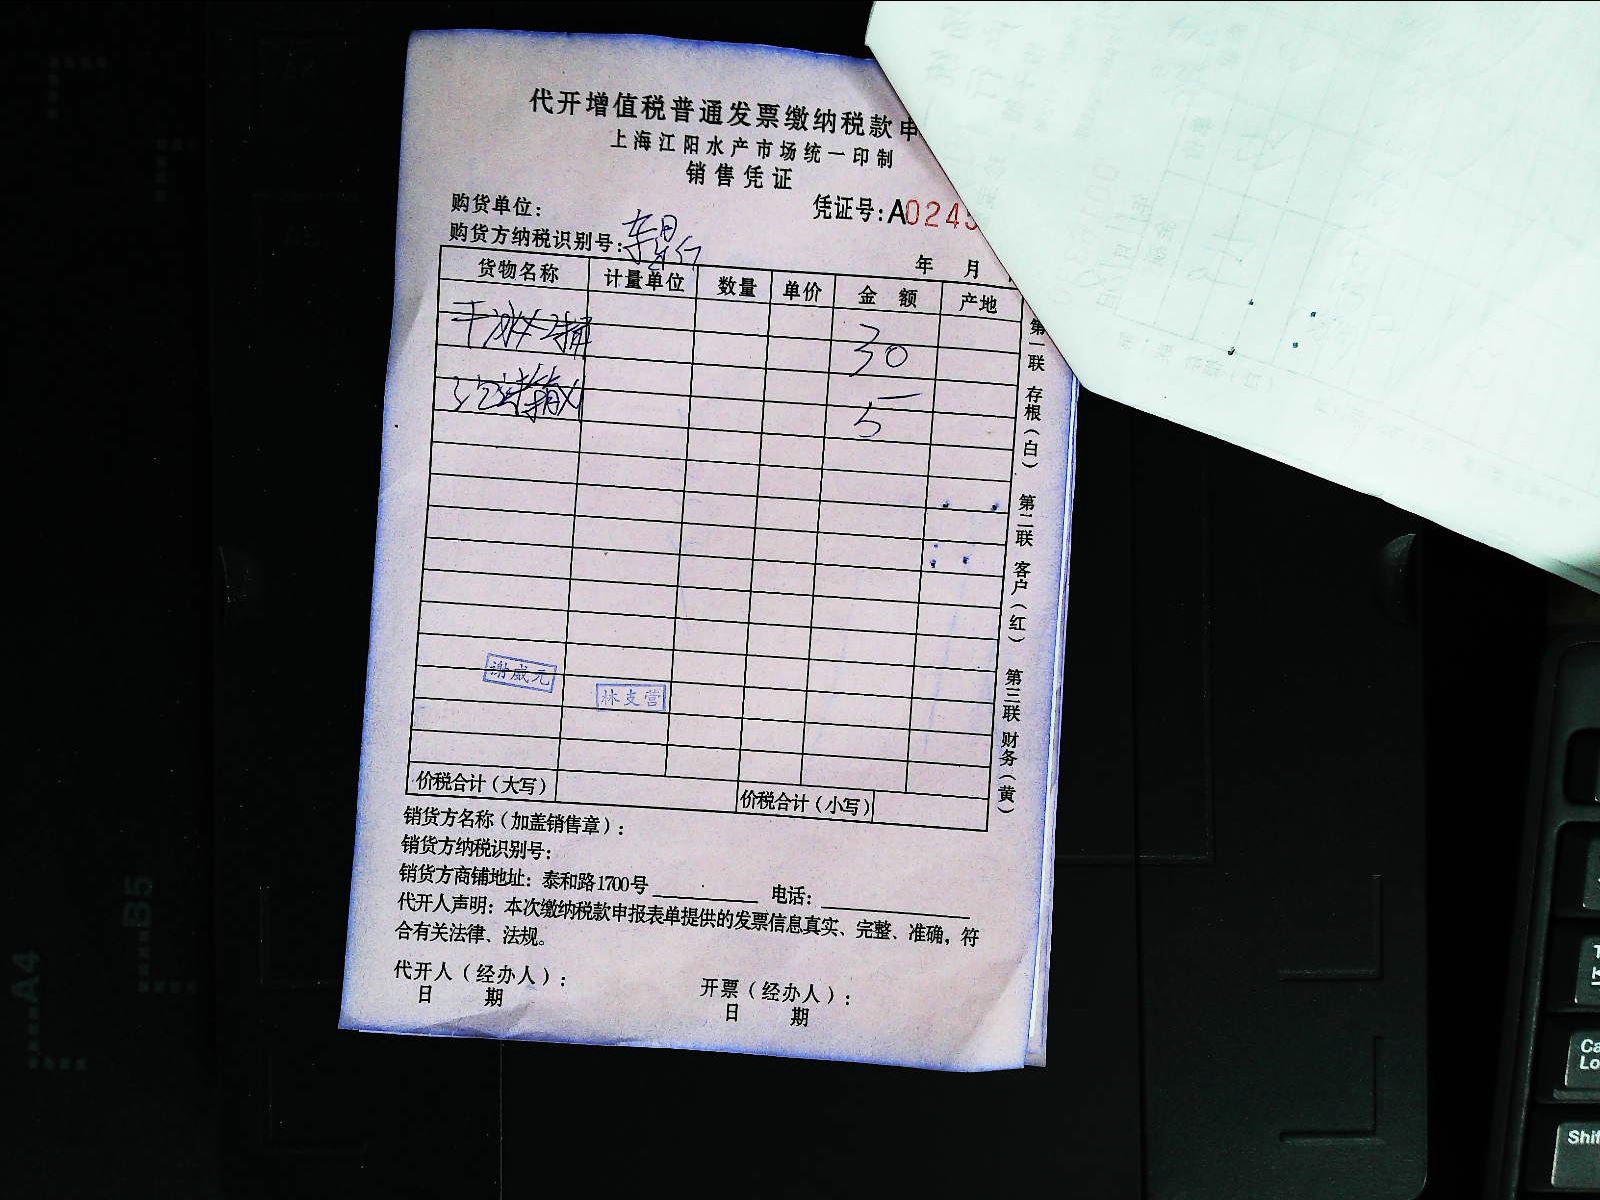 代开增值税普通发票缴纳税款申
上海江阳水产市场统一印制
销售凭证
购货单位：
凭证号：A0245
购货方纳税识别号：
年 月
货物名称 计量单位 数量 单价 金额 产地
干冰
30
5
谢威元
林支营
价税合计（大写） 价税合计（小写）
第一联 存根（白） 第二联 客户（红） 第三联 财务（黄）
销货方名称（加盖销售章）：
销货方纳税识别号：
销货方商铺地址：泰和路1700号 电话：
代开人声明：本次缴纳税款申报表单提供的发票信息真实、完整、准确，符
合有关法律、法规。
代开人（经办人）： 开票（经办人）：
日期 日期
A4
B5
Shif